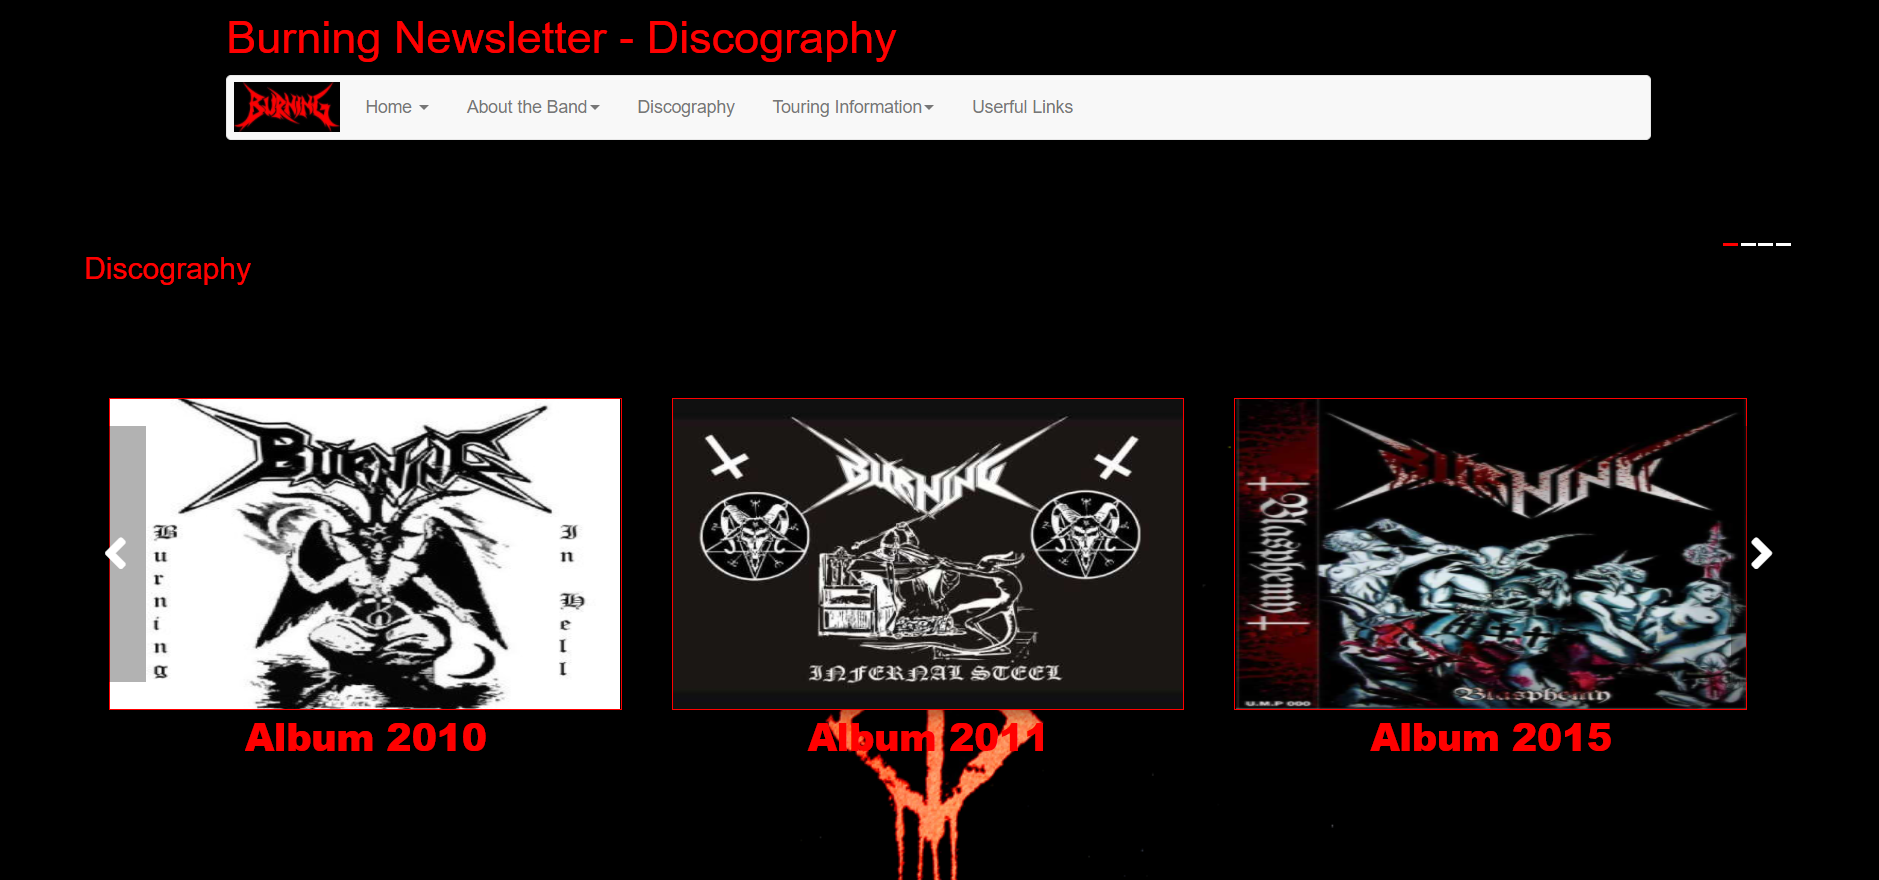 Burning Newsletter - Discography
BURNING
Home
About the Band
Discography
Touring Information
Userful Links
Discography
BURNING
Burning
In Hell
BURNING
INFERNAL STEEL
BURNING
Blasphemy
Blasphemy
U.M.P 000
Album 2010
Album 2011
Album 2015